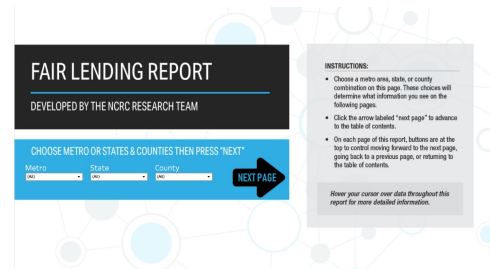 FAIR LENDING REPORT
DEVELOPED BY THE NCRC RESEARCH TEAM
CHOOSE METRO OR STATES & COUNTIES THEN PRESS "NEXT"
Metro State County
(All) (All) (All)
NEXT PAGE
INSTRUCTIONS:
• Choose a metro area, state, or county
combination on this page. These choices will
determine what information you see on the
following pages.
• Click the arrow labeled "next page" to advance
to the table of contents.
• On each page of this report, buttons are at the
top to control moving forward to the next page,
going back to a previous page, or returning to
the table of contents.
Hover your cursor over data throughout this
report for more detailed information.